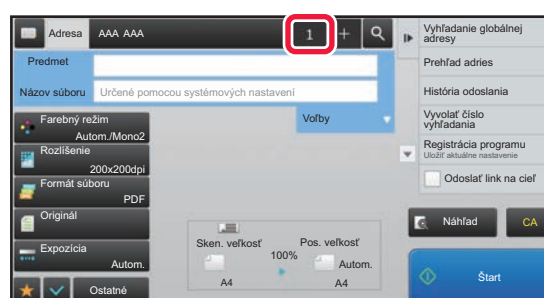 Adresa
AAA AAA
1
+
Predmet
Názov súboru
Určené pomocou systémových nastavení
Farebný režim
Autom./Mono2
Rozlíšenie
200x200dpi
Formát súboru
PDF
Originál
Expozícia
Autom.
Ostatné
Voľby
Sken. veľkosť
A4
100%
Pos. veľkosť
Autom.
A4
Vyhľadanie globálnej adresy
Prehľad adries
História odoslania
Vyvolať číslo vyhľadania
Registrácia programu
Uložiť aktuálne nastavenie
Odoslať link na cieľ
Náhľad
CA
Štart